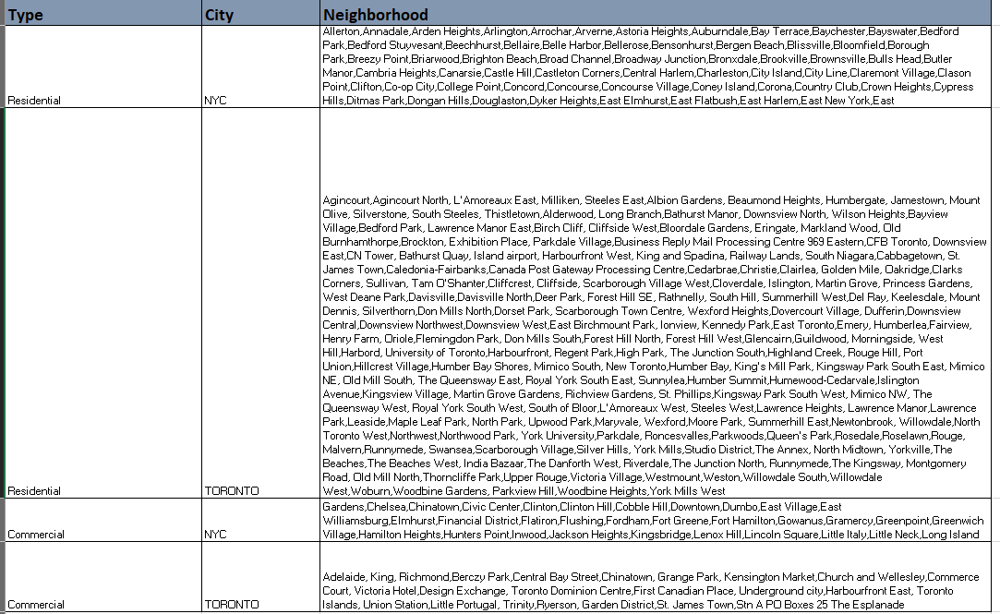 Type City Neighborhood
Allerton,Annadale,Arden Heights,Arlington,Arrochar,Arverne,Astoria Heights,Auburndale,Bay Terrace,Baychester,Bayswater,Bedford
Park,Bedford Stuyvesant,Beechhurst,Bellaire,Belle Harbor,Bellerose,Bensonhurst,Bergen Beach,Blissville,Bloomfield,Borough
Park,Breezy Point,Briarwood,Brighton Beach,Broad Channel,Broadway Junction,Bronxdale,Brookville,Brownsville,Bulls Head,Butler
Manor,Cambria Heights,Canarsie,Castle Hill,Castleton Corners,Central Harlem,Charleston,City Island,City Line,Claremont Village,Clason
Point,Clifton,Co-op City,College Point,Concord,Concourse,Concourse Village,Coney Island,Corona,Country Club,Crown Heights,Cypress
Residential NYC Hills,Ditmas Park,Dongan Hills,Douglaston,Dyker Heights,East Elmhurst,East Flatbush,East Harlem,East New York,East
Agincourt,Agincourt North, L'Amoreaux East, Milliken, Steeles East,Albion Gardens, Beaumond Heights, Humbergate, Jamestown, Mount
Olive, Silverstone, South Steeles, Thistletown,Alderwood, Long Branch,Bathurst Manor, Downsview North, Wilson Heights,Bayview
Village,Bedford Park, Lawrence Manor East,Birch Cliff, Cliffside West,Bloordale Gardens, Eringate, Markland Wood, Old
Burnhamthorpe,Brockton, Exhibition Place, Parkdale Village,Business Reply Mail Processing Centre 969 Eastern,CFB Toronto, Downsview
East,CN Tower, Bathurst Quay, Island airport, Harbourfront West, King and Spadina, Railway Lands, South Niagara,Cabbagetown, St.
James Town,Caledonia-Fairbanks,Canada Post Gateway Processing Centre,Cedarbrae,Christie,Clairlea, Golden Mile, Oakridge,Clarks
Corners, Sullivan, Tam O'Shanter,Cliffcrest, Cliffside, Scarborough Village West,Cloverdale, Islington, Martin Grove, Princess Gardens,
West Deane Park,Davisville,Davisville North,Deer Park, Forest Hill SE, Rathnelly, South Hill, Summerhill West,Del Ray, Keelesdale, Mount
Dennis, Silverthorn,Don Mills North,Dorset Park, Scarborough Town Centre, Wexford Heights,Dovercourt Village, Dufferin,Downsview
Central,Downsview Northwest,Downsview West,East Birchmount Park, Ionview, Kennedy Park,East Toronto,Emery, Humberlea,Fairview,
Henry Farm, Oriole,Flemingdon Park, Don Mills South,Forest Hill North, Forest Hill West,Glencairn,Guildwood, Morningside, West
Hill,Harbord, University of Toronto,Harbourfront, Regent Park,High Park, The Junction South,Highland Creek, Rouge Hill, Port
Union,Hillcrest Village,Humber Bay Shores, Mimico South, New Toronto,Humber Bay, King's Mill Park, Kingsway Park South East, Mimico
NE, Old Mill South, The Queensway East, Royal York South East, Sunnylea,Humber Summit,Humewood-Cedarvale,Islington
Avenue,Kingsview Village, Martin Grove Gardens, Richview Gardens, St. Phillips,Kingsway Park South West, Mimico NW, The
Queensway West, Royal York South West, South of Bloor,L'Amoreaux West, Steeles West,Lawrence Heights, Lawrence Manor,Lawrence
Park,Leaside,Maple Leaf Park, North Park, Upwood Park,Maryvale, Wexford,Moore Park, Summerhill East,Newtonbrook, Willowdale,North
Toronto West,Northwest,Northwood Park, York University,Parkdale, Roncesvalles,Parkwoods,Queen's Park,Rosedale,Roselawn,Rouge,
Malvern,Runnymede, Swansea,Scarborough Village,Silver Hills, York Mills,Studio District,The Annex, North Midtown, Yorkville,The
Beaches,The Beaches West, India Bazaar,The Danforth West, Riverdale,The Junction North, Runnymede,The Kingsway, Montgomery
Road, Old Mill North,Thorncliffe Park,Upper Rouge,Victoria Village,Westmount,Weston,Willowdale South,Willowdale
Residential TORONTO West,Woburn,Woodbine Gardens, Parkview Hill,Woodbine Heights,York Mills West
Gardens,Chelsea,Chinatown,Civic Center,Clinton,Clinton Hill,Cobble Hill,Downtown,Dumbo,East Village,East
Williamsburg,Elmhurst,Financial District,Flatiron,Flushing,Fordham,Fort Greene,Fort Hamilton,Gowanus,Gramercy,Greenpoint,Greenwich
Commercial NYC Village,Hamilton Heights,Hunters Point,Inwood,Jackson Heights,Kingsbridge,Lenox Hill,Lincoln Square,Little Italy,Little Neck,Long Island
Adelaide, King, Richmond,Berczy Park,Central Bay Street,Chinatown, Grange Park, Kensington Market,Church and Wellesley,Commerce
Court, Victoria Hotel,Design Exchange, Toronto Dominion Centre,First Canadian Place, Underground city,Harbourfront East, Toronto
Islands, Union Station,Little Portugal, Trinity,Ryerson, Garden District,St. James Town,Stn A PO Boxes 25 The Esplanade
Commercial TORONTO